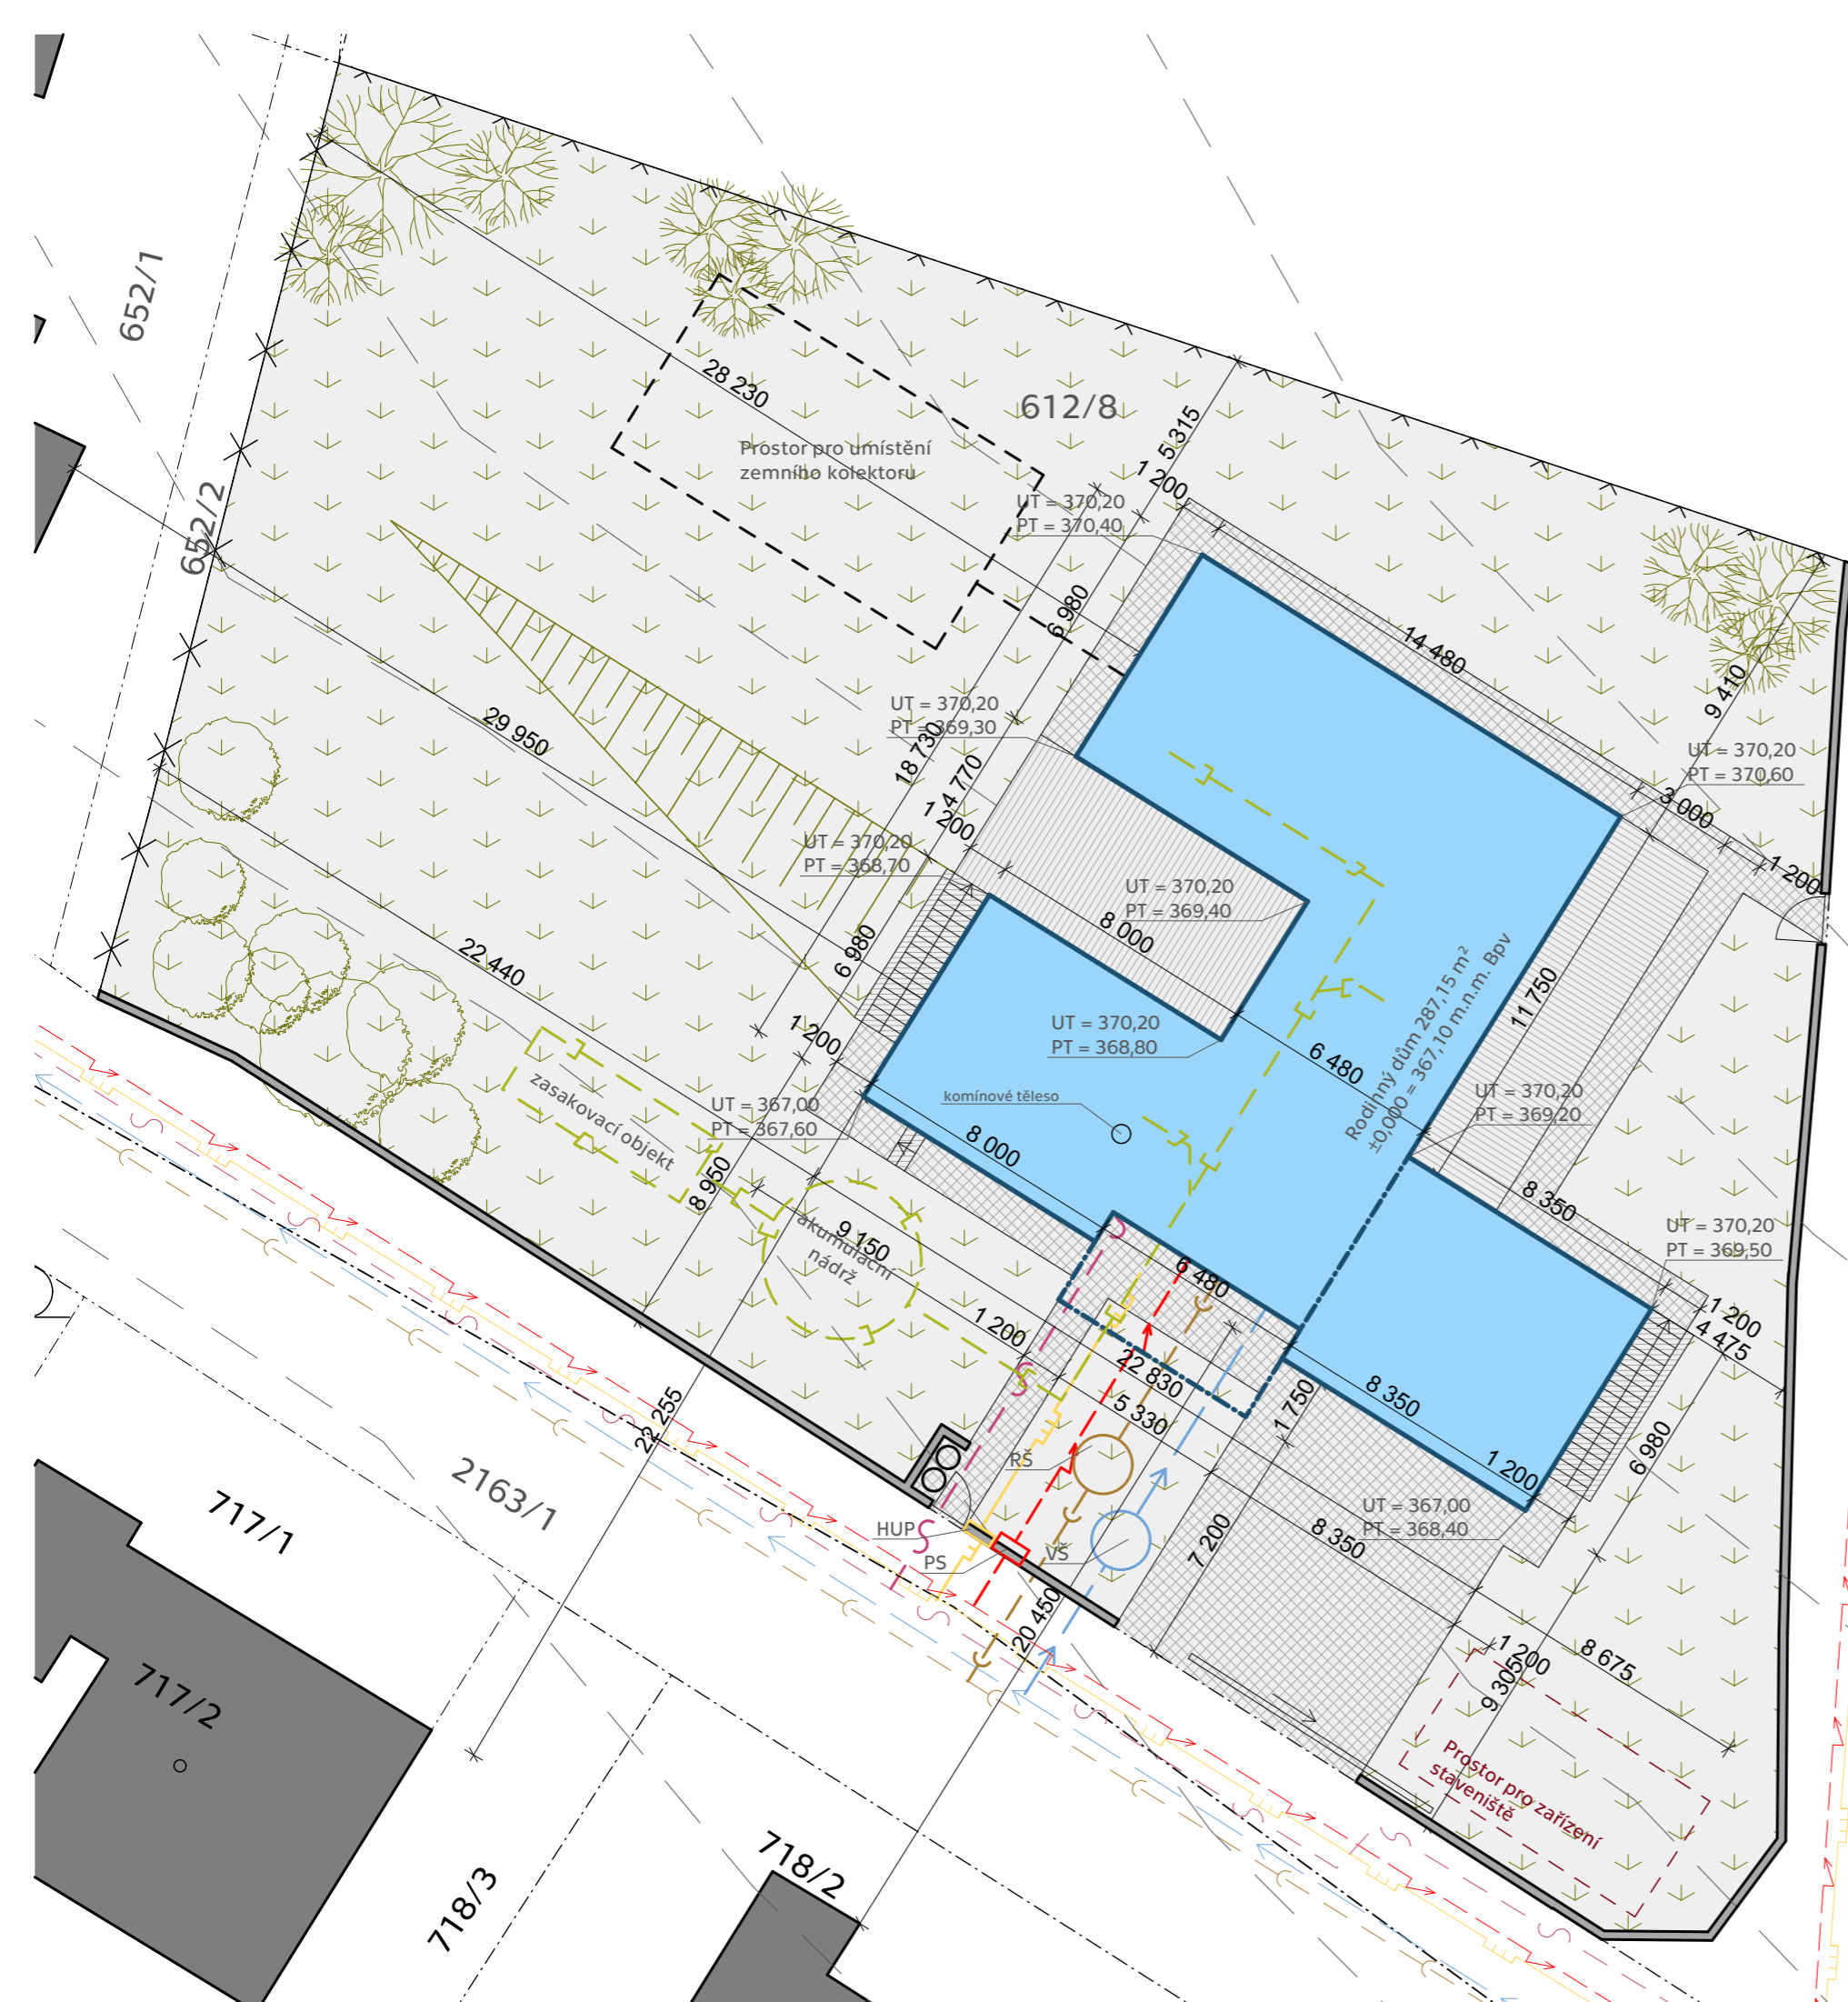 652/1
652/2
28 230
612/8
Prostor pro umístění
zemního kolektoru
5 315
1 200
UT = 370,20
PT = 370,40
6 980
14 480
9 410
UT = 370,20
PT = 369,30
18 730
29 950
4 770
1 200
UT = 370,20
PT = 370,60
3 000
1 200
UT = 370,20
PT = 368,70
UT = 370,20
PT = 369,40
8 000
6 980
22 440
Rodinný dům 287,15 m²
±0,000 = 367,10 m.n.m. Bpv
11 750
1 200
UT = 370,20
PT = 368,80
6 480
zasakovací objekt
UT = 367,00
PT = 367,60
komínové těleso
UT = 370,20
PT = 369,20
8 000
8 950
8 350
akumulační
nádrž
9 150
6 480
UT = 370,20
PT = 369,50
1 200
1 200
4 475
22 830
5 330
8 350
1 750
22 255
RŠ
1 200
6 980
2163/1
717/1
HUP
PS
VŠ
UT = 367,00
PT = 368,40
7 200
8 350
20 450
1 200
8 675
9 305
717/2
Prostor pro zařízení
staveniště
718/2
718/3